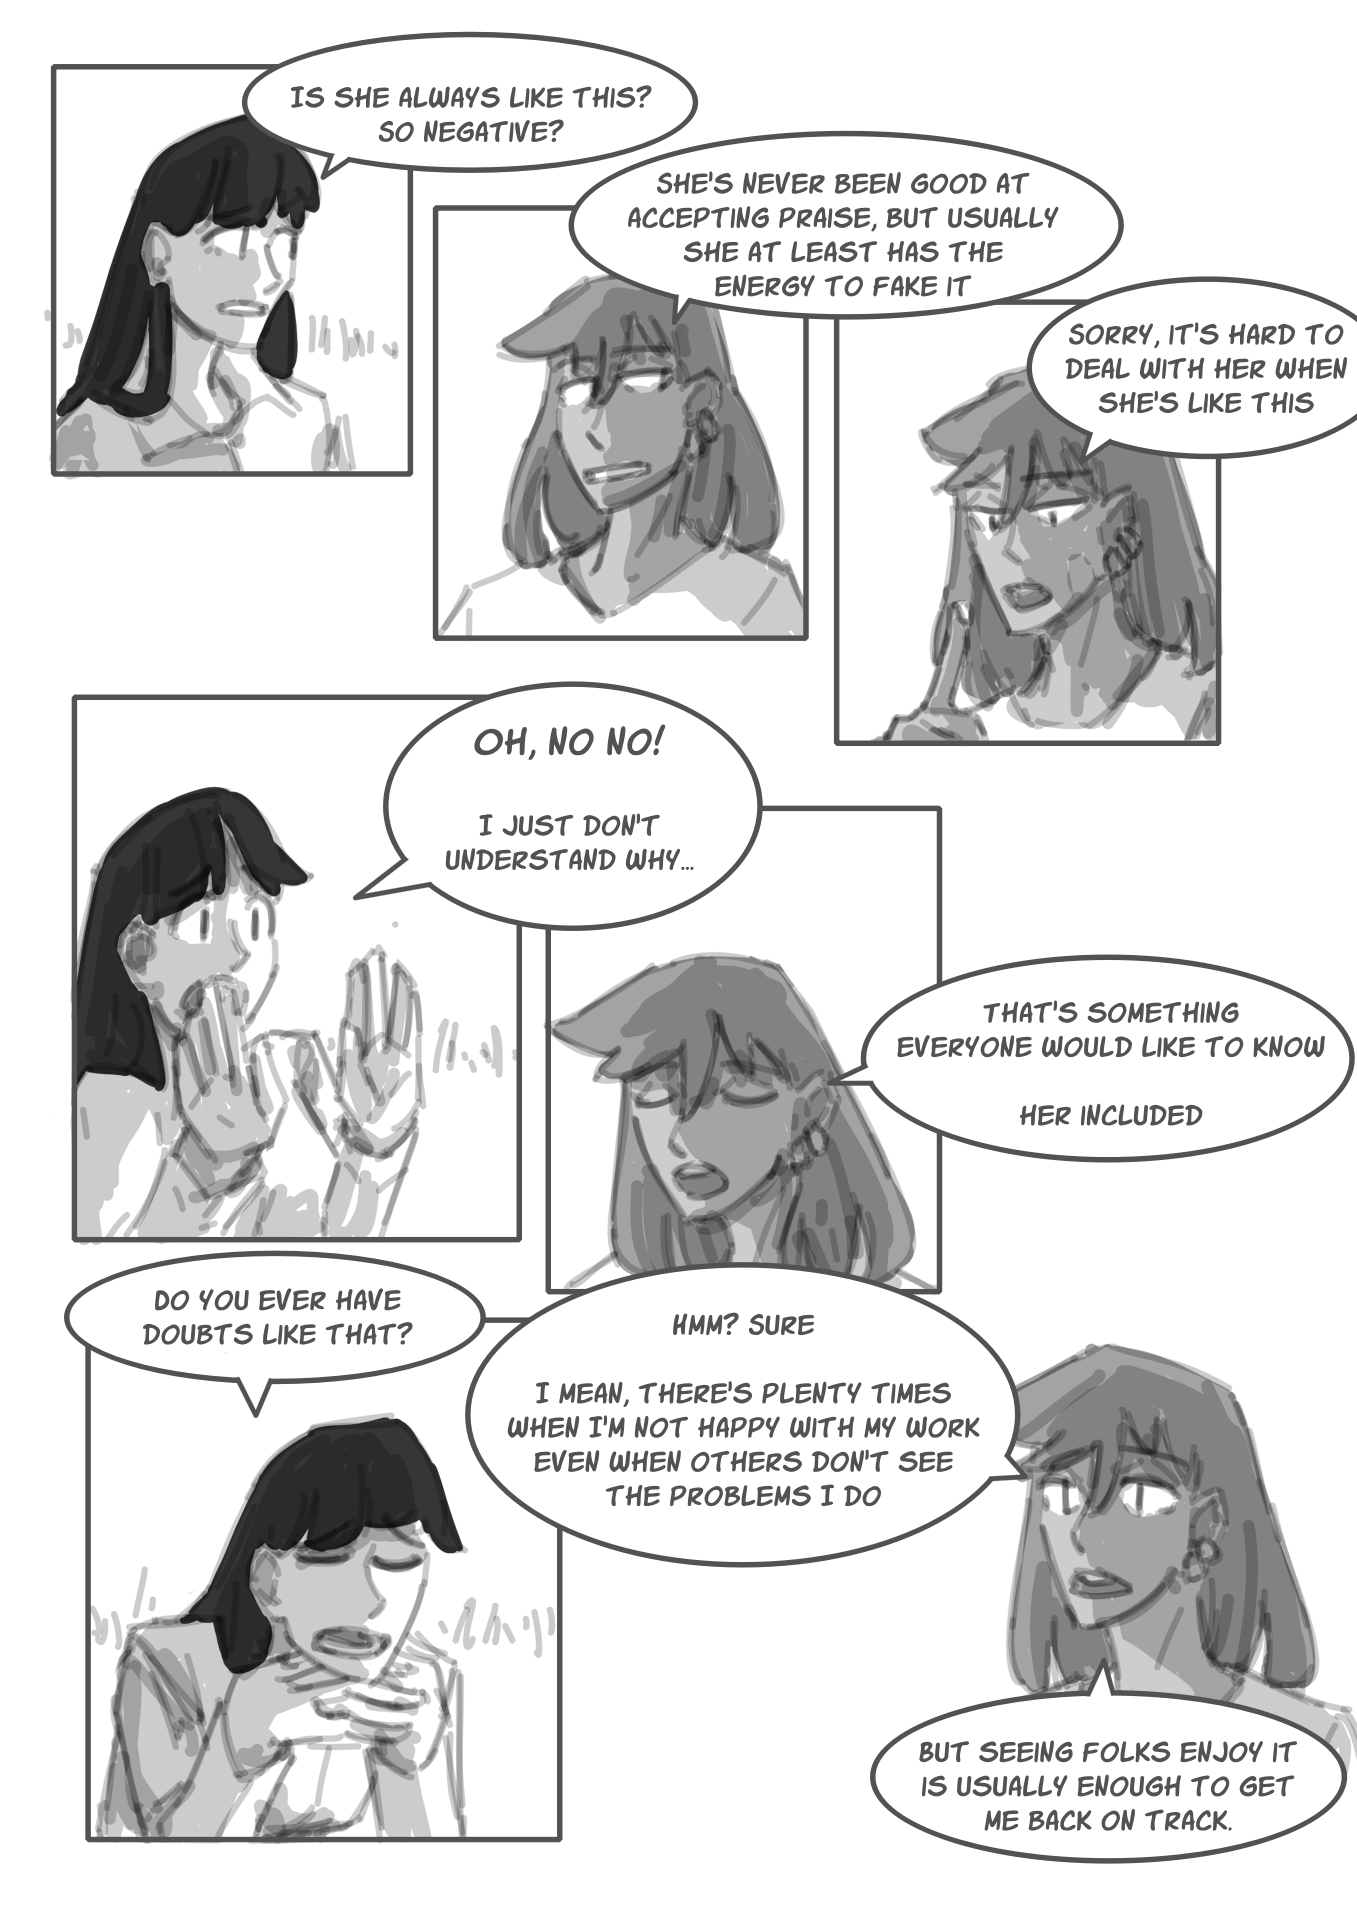 IS SHE ALWAYS LIKE THIS?
SO NEGATIVE?
SHE'S NEVER BEEN GOOD AT
ACCEPTING PRAISE, BUT USUALLY
SHE AT LEAST HAS THE
ENERGY TO FAKE IT
SORRY, IT'S HARD TO
DEAL WITH HER WHEN
SHE'S LIKE THIS
OH, NO NO!
I JUST DON'T
UNDERSTAND WHY...
THAT'S SOMETHING
EVERYONE WOULD LIKE TO KNOW
HER INCLUDED
DO YOU EVER HAVE
DOUBTS LIKE THAT?
HMM? SURE
I MEAN, THERE'S PLENTY TIMES
WHEN I'M NOT HAPPY WITH MY WORK
EVEN WHEN OTHERS DON'T SEE
THE PROBLEMS I DO
BUT SEEING FOLKS ENJOY IT
IS USUALLY ENOUGH TO GET
ME BACK ON TRACK.